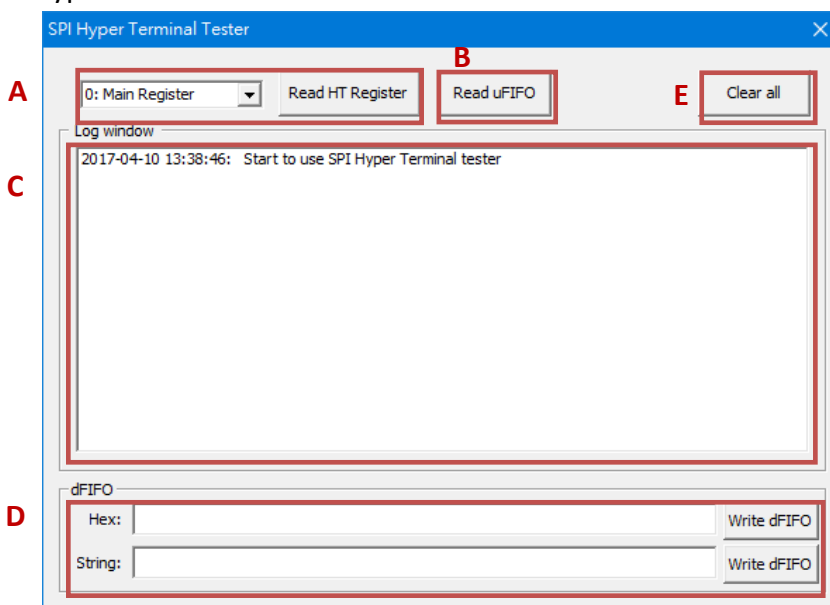 SPI Hyper Terminal Tester
B
A
0: Main Register
Read HT Register
Read uFIFO
E
Clear all
Log window
C
2017-04-10 13:38:46: Start to use SPI Hyper Terminal tester
dFIFO
D
Hex:
Write dFIFO
String:
Write dFIFO